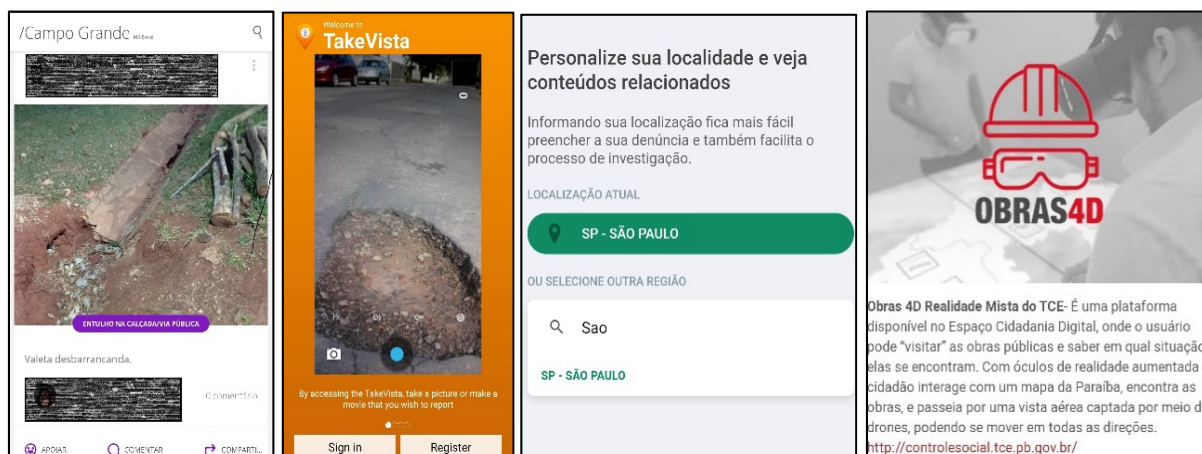 /Campo Grande
ENTULHO NA CALÇADA/VIA PÚBLICA
Valeta desbarrancanda.
0 comentário
APOIAR COMENTAR COMPARTI...
Welcome to
TakeVista
By accessing the TakeVista, take a picture or make a
movie that you wish to report
Sign in Register
Personalize sua localidade e veja
conteúdos relacionados
Informando sua localização fica mais fácil
preencher a sua denúncia e também facilita o
processo de investigação.
LOCALIZAÇÃO ATUAL
SP - SÃO PAULO
OU SELECIONE OUTRA REGIÃO
Sao
SP - SÃO PAULO
OBRAS4D
Obras 4D Realidade Mista do TCE- É uma plataforma
disponível no Espaço Cidadania Digital, onde o usuário
pode “visitar” as obras públicas e saber em qual situação
elas se encontram. Com óculos de realidade aumentada
cidadão interage com um mapa da Paraíba, encontra as
obras, e passeia por uma vista aérea captada por meio d
drones, podendo se mover em todas as direções.
http://controlesocial.tce.pb.gov.br/